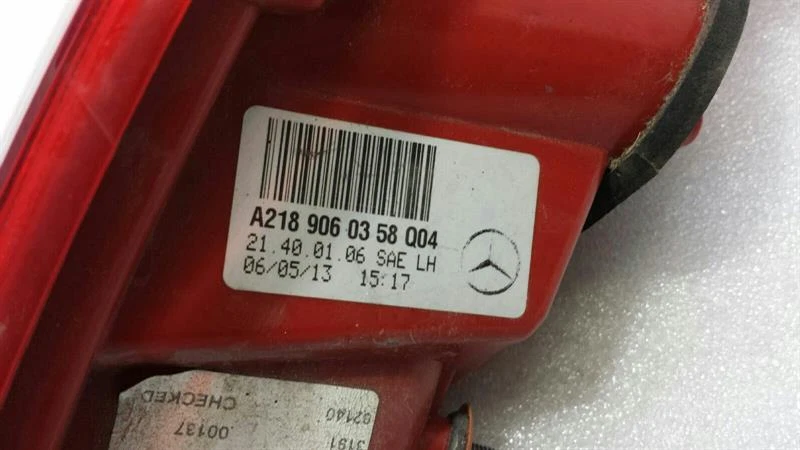 A218 906 03 58 Q04
21.40.01.06 SAE LH
06/05/13 15:17
3191
02140
.00137
CHECKED